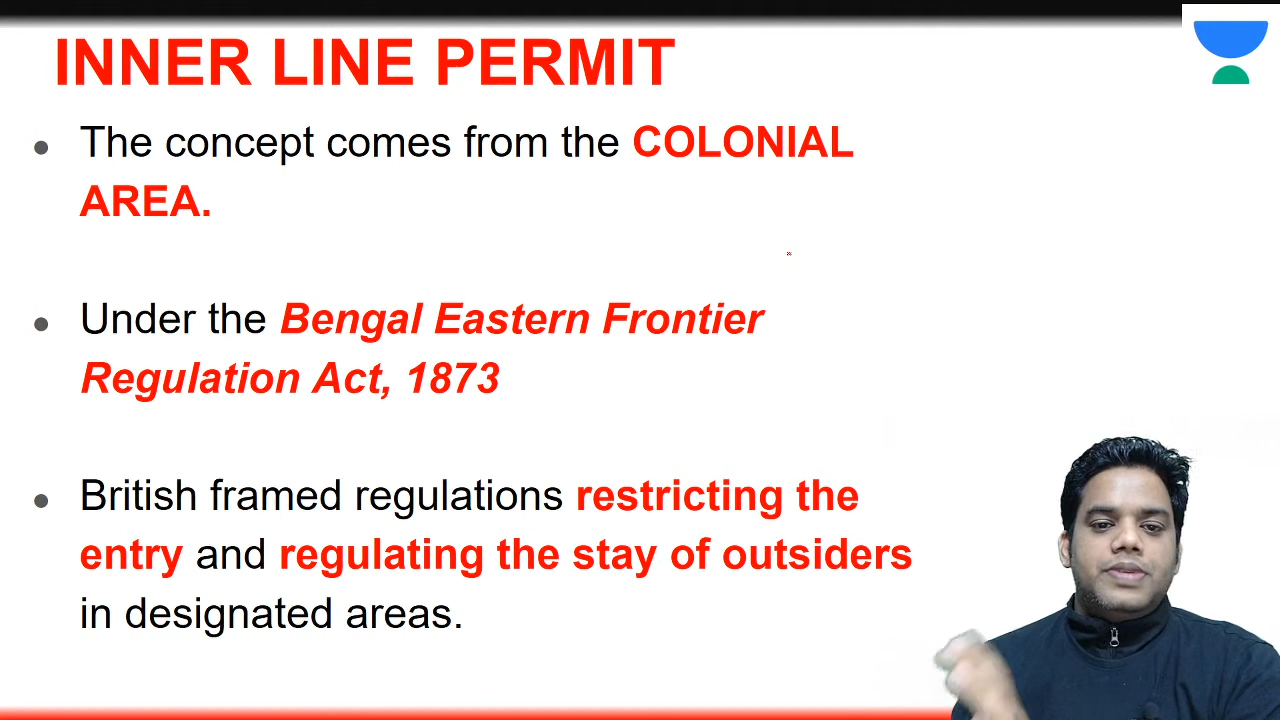 INNER LINE PERMIT
The concept comes from the COLONIAL
AREA.
Under the Bengal Eastern Frontier
Regulation Act, 1873
British framed regulations restricting the
entry and regulating the stay of outsiders
in designated areas.